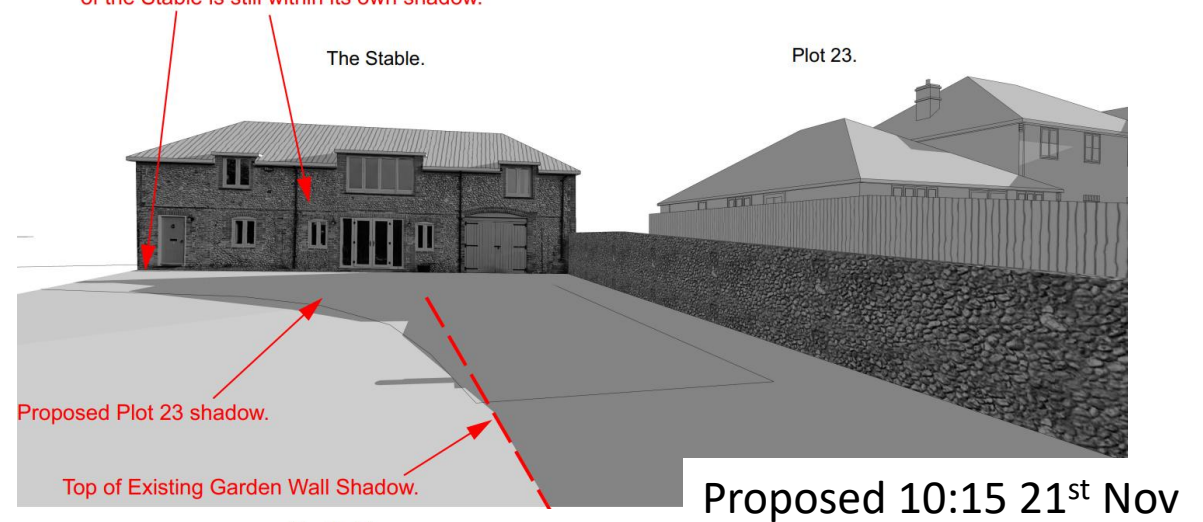 of the Stable is still within its own shadow.
The Stable.
Plot 23.
Proposed Plot 23 shadow.
Top of Existing Garden Wall Shadow.
Proposed 10:15 21st Nov